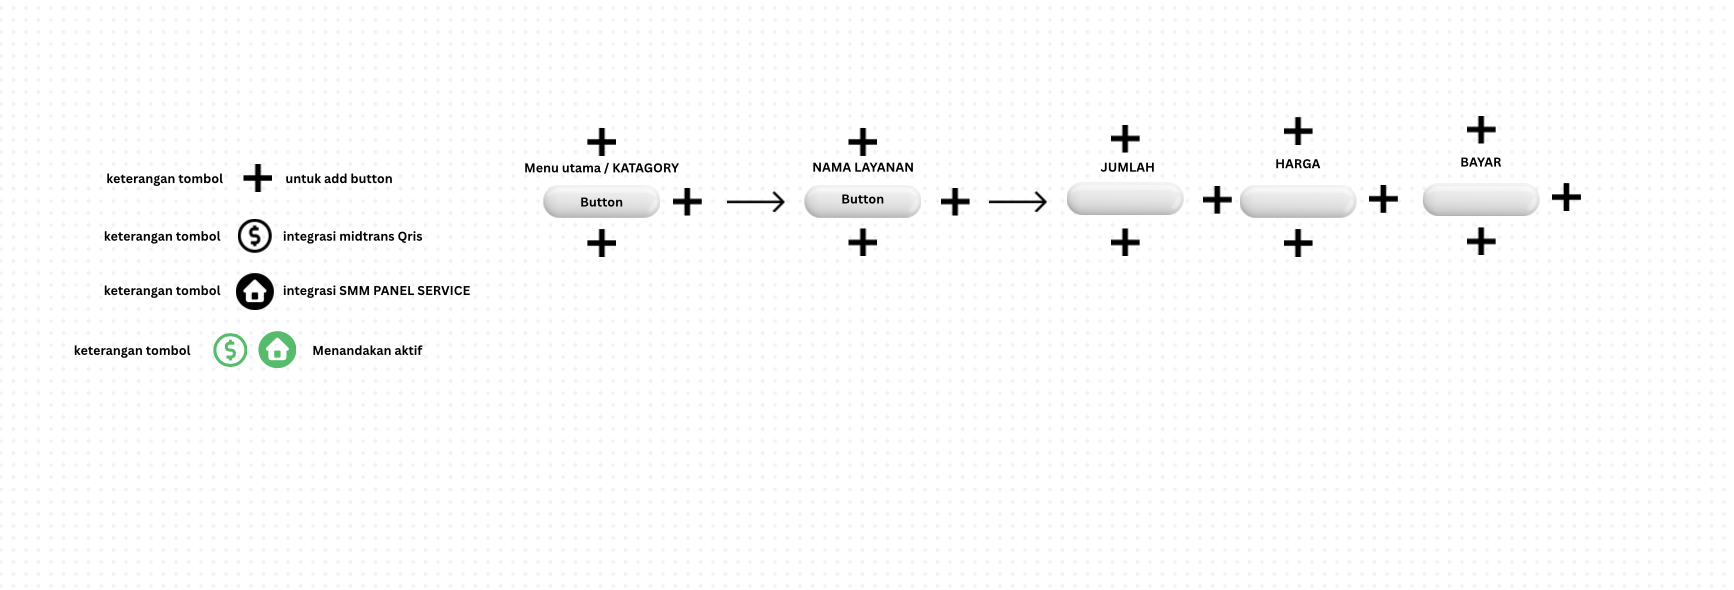 keterangan tombol
untuk add button
keterangan tombol
$
integrasi midtrans Qris
keterangan tombol
integrasi SMM PANEL SERVICE
keterangan tombol
$
Menandakan aktif
Menu utama / KATAGORY
Button
NAMA LAYANAN
Button
JUMLAH
HARGA
BAYAR